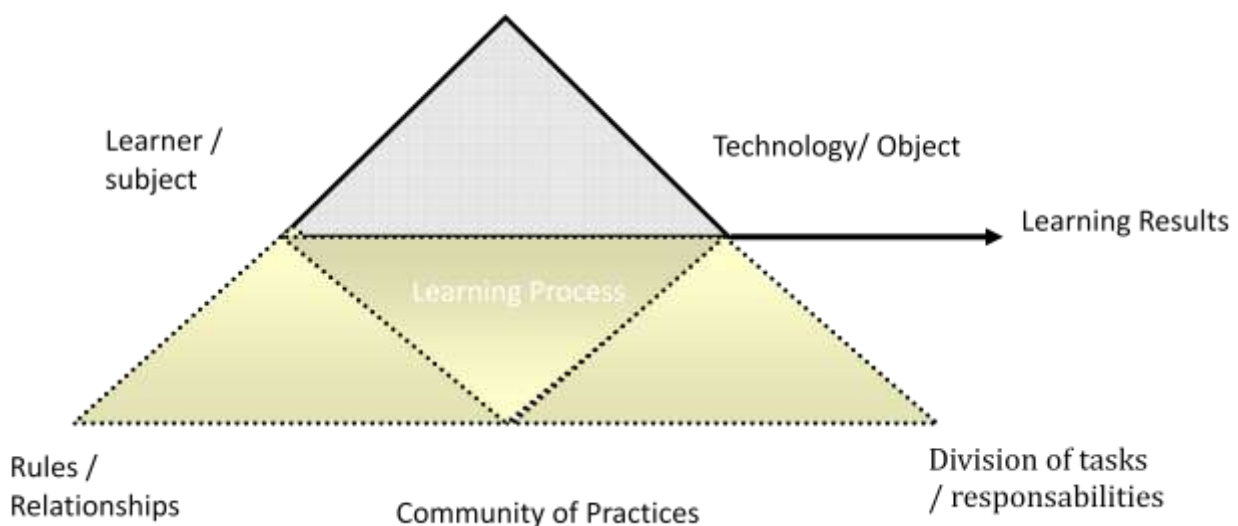 Learner /
subject
Technology/ Object
Learning Results
Learning Process
Rules /
Relationships
Community of Practices
Division of tasks
/ responsabilities